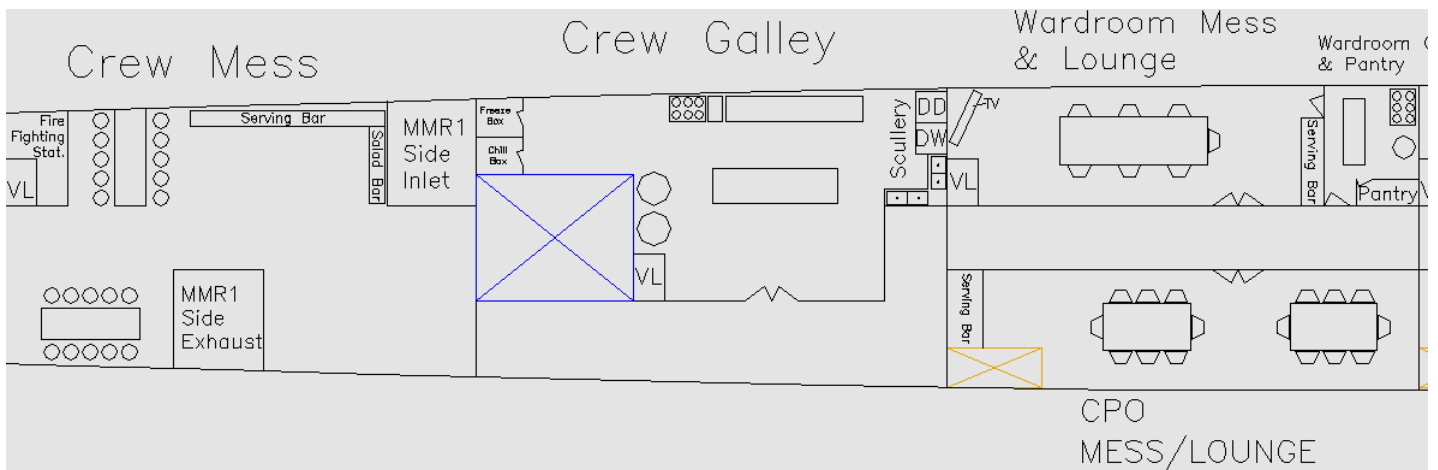 Crew Mess
Crew Galley
Wardroom Mess
& Lounge
Wardroom
& Pantry
Fire
Fighting
Stat.
VL
Serving Bar
Salad Bar
MMR1
Side
Inlet
Freeze
Box
Chill
Box
Scullery
DD
DW
TV
VL
Serving Bar
Pantry
VL
MMR1
Side
Exhaust
Serving Bar
CPO
MESS/LOUNGE